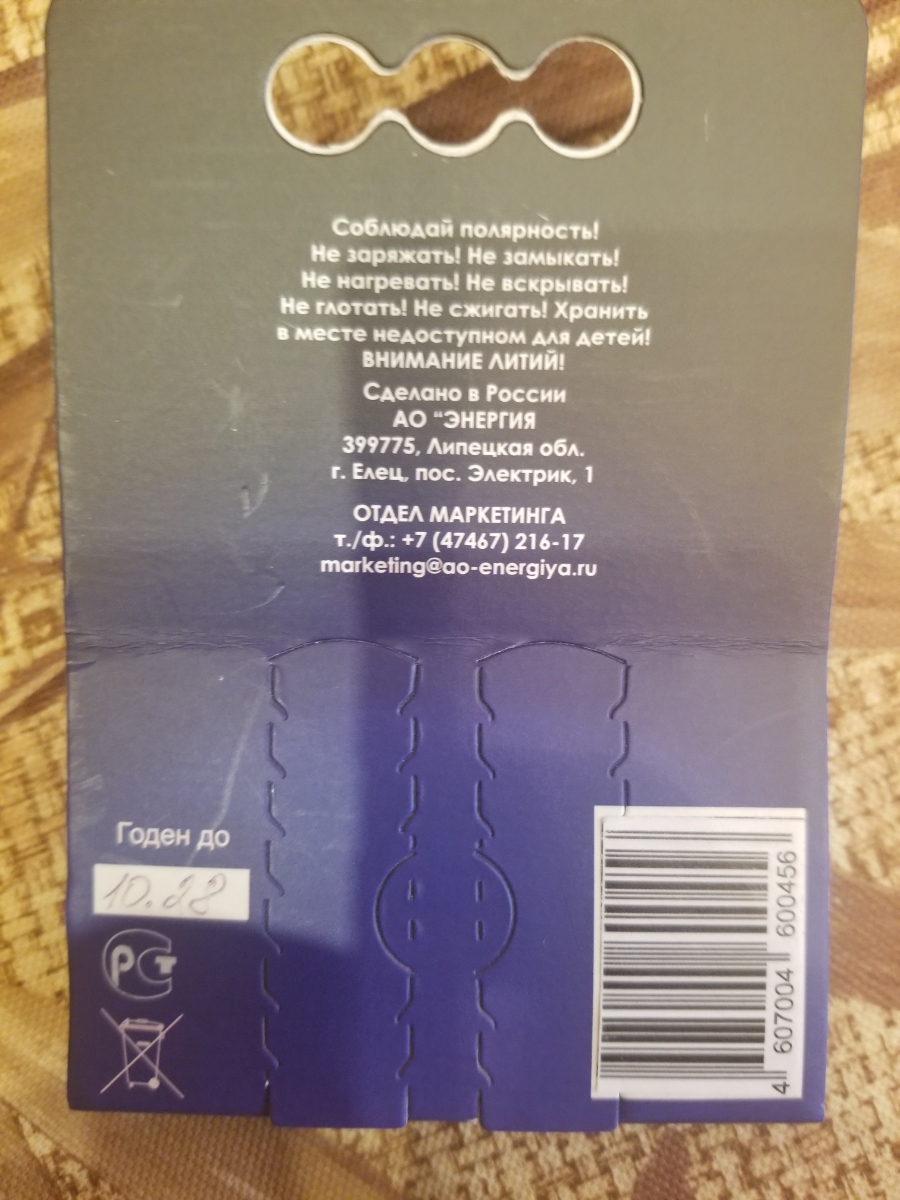 Соблюдай полярность!
Не заряжать! Не замыкать!
Не нагревать! Не вскрывать!
Не глотать! Не сжигать! Хранить
в месте недоступном для детей!
ВНИМАНИЕ ЛИТИЙ!
Сделано в России
АО "ЭНЕРГИЯ
399775, Липецкая обл.
г. Елец, пос. Электрик, 1
ОТДЕЛ МАРКЕТИНГА
т./ф.: +7 (47467) 216-17
marketing@ao-energiya.ru
Годен до
10.28
РСТ
4 607004 600456